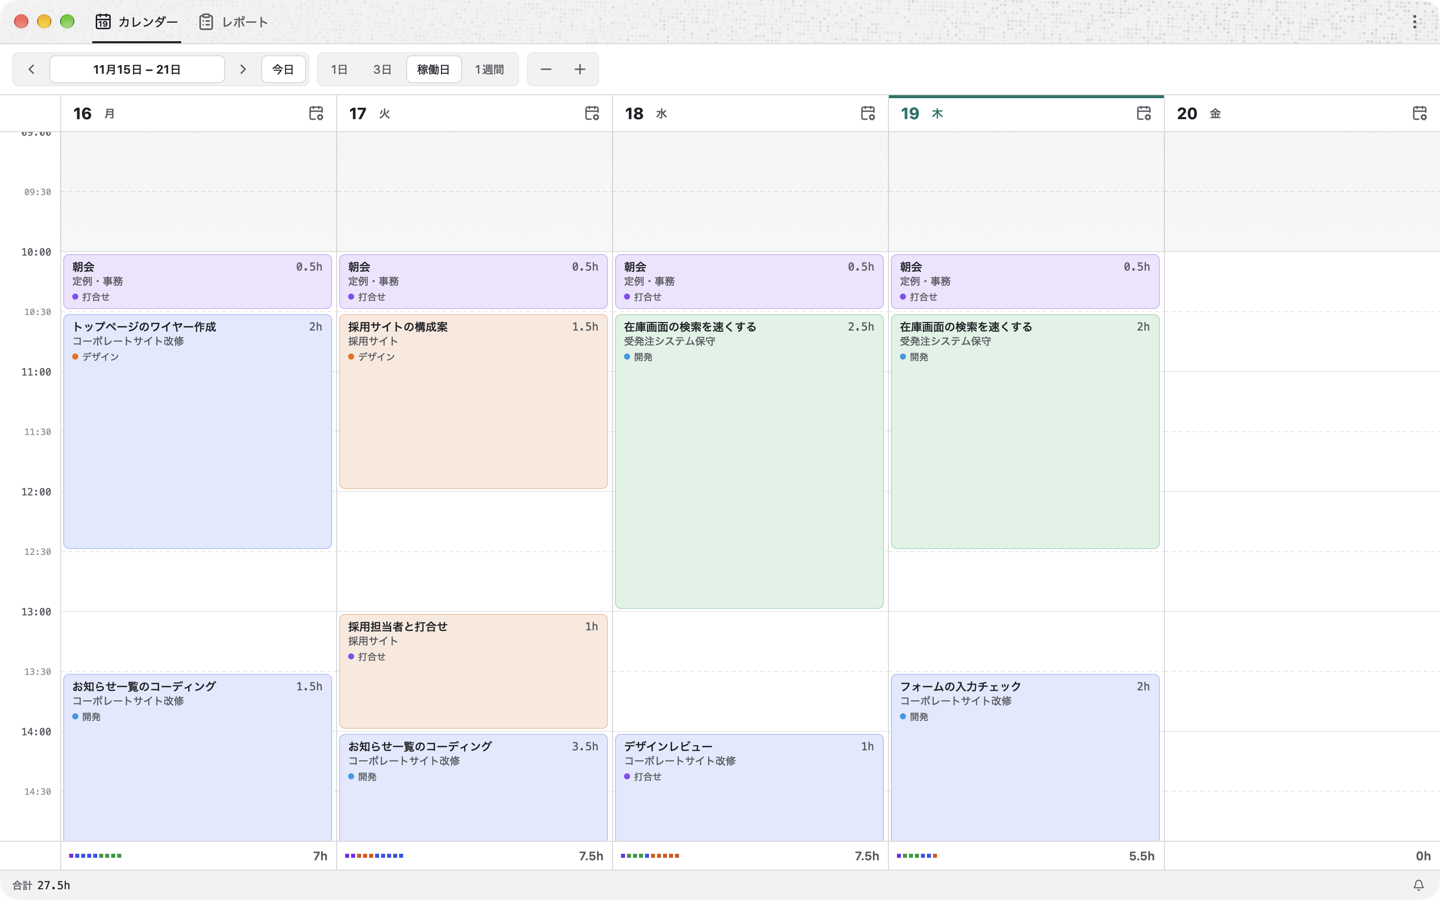 19 カレンダー レポート
11月15日 – 21日 今日 1日 3日 稼働日 1週間
16 月 17 火 18 水 19 木 20 金
09:00
09:30
10:00
朝会 0.5h 朝会 0.5h 朝会 0.5h 朝会 0.5h
定例・事務 定例・事務 定例・事務 定例・事務
打合せ 打合せ 打合せ 打合せ
10:30
トップページのワイヤー作成 2h 採用サイトの構成案 1.5h 在庫画面の検索を速くする 2.5h 在庫画面の検索を速くする 2h
コーポレートサイト改修 採用サイト 受発注システム保守 受発注システム保守
デザイン デザイン 開発 開発
11:00
11:30
12:00
12:30
13:00
採用担当者と打合せ 1h
採用サイト
打合せ
13:30
お知らせ一覧のコーディング 1.5h フォームの入力チェック 2h
コーポレートサイト改修 コーポレートサイト改修
開発 開発
14:00
お知らせ一覧のコーディング 3.5h デザインレビュー 1h
コーポレートサイト改修 コーポレートサイト改修
開発 打合せ
14:30
7h 7.5h 7.5h 5.5h 0h
合計 27.5h